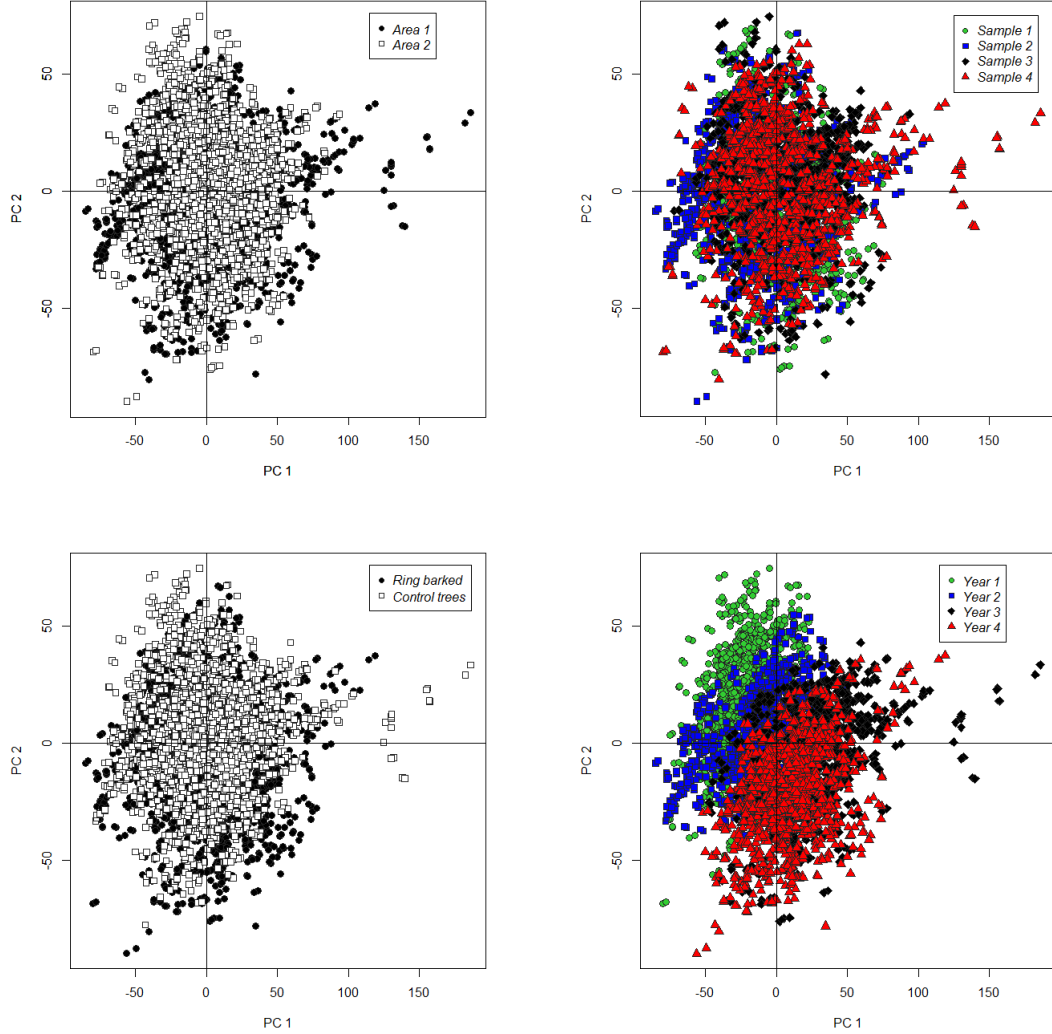 Area 1
Area 2
50
0
-50
PC 2
-50 0 50 100 150
PC 1
Sample 1
Sample 2
Sample 3
Sample 4
50
0
-50
PC 2
-50 0 50 100 150
PC 1
Ring barked
Control trees
50
0
-50
PC 2
-50 0 50 100 150
PC 1
Year 1
Year 2
Year 3
Year 4
50
0
-50
PC 2
-50 0 50 100 150
PC 1